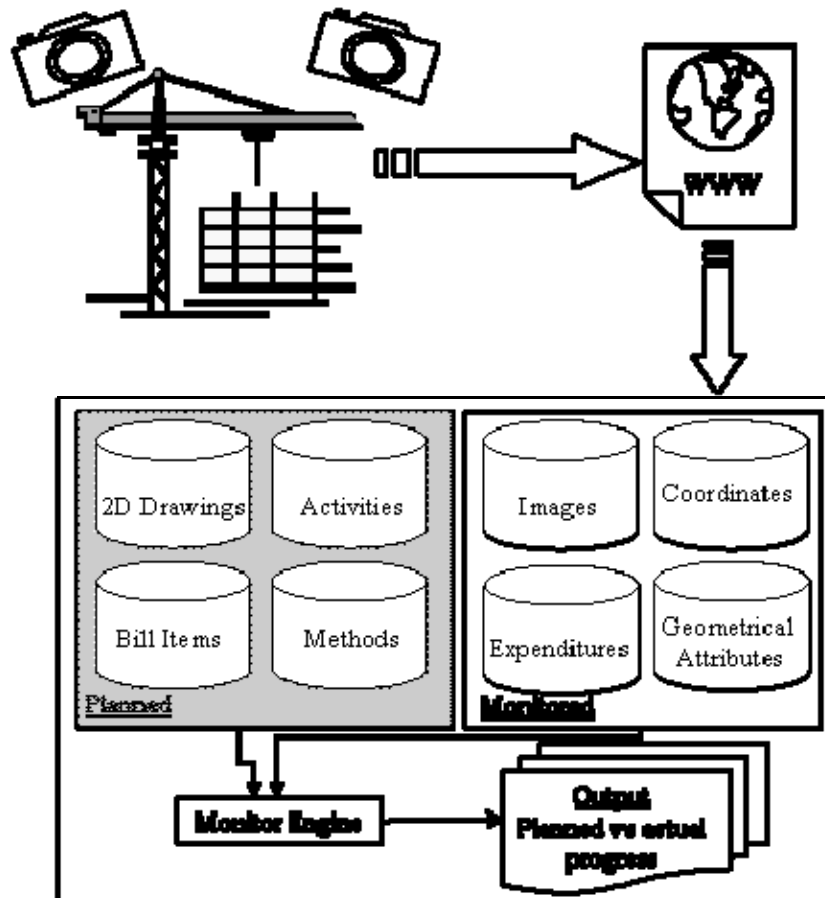 WWW
2D Drawings
Activities
Images
Coordinates
Bill Items
Methods
Expenditures
Geometrical
Attributes
Planned
Monitored
Monitor Engine
Output
Planned vs actual
progress